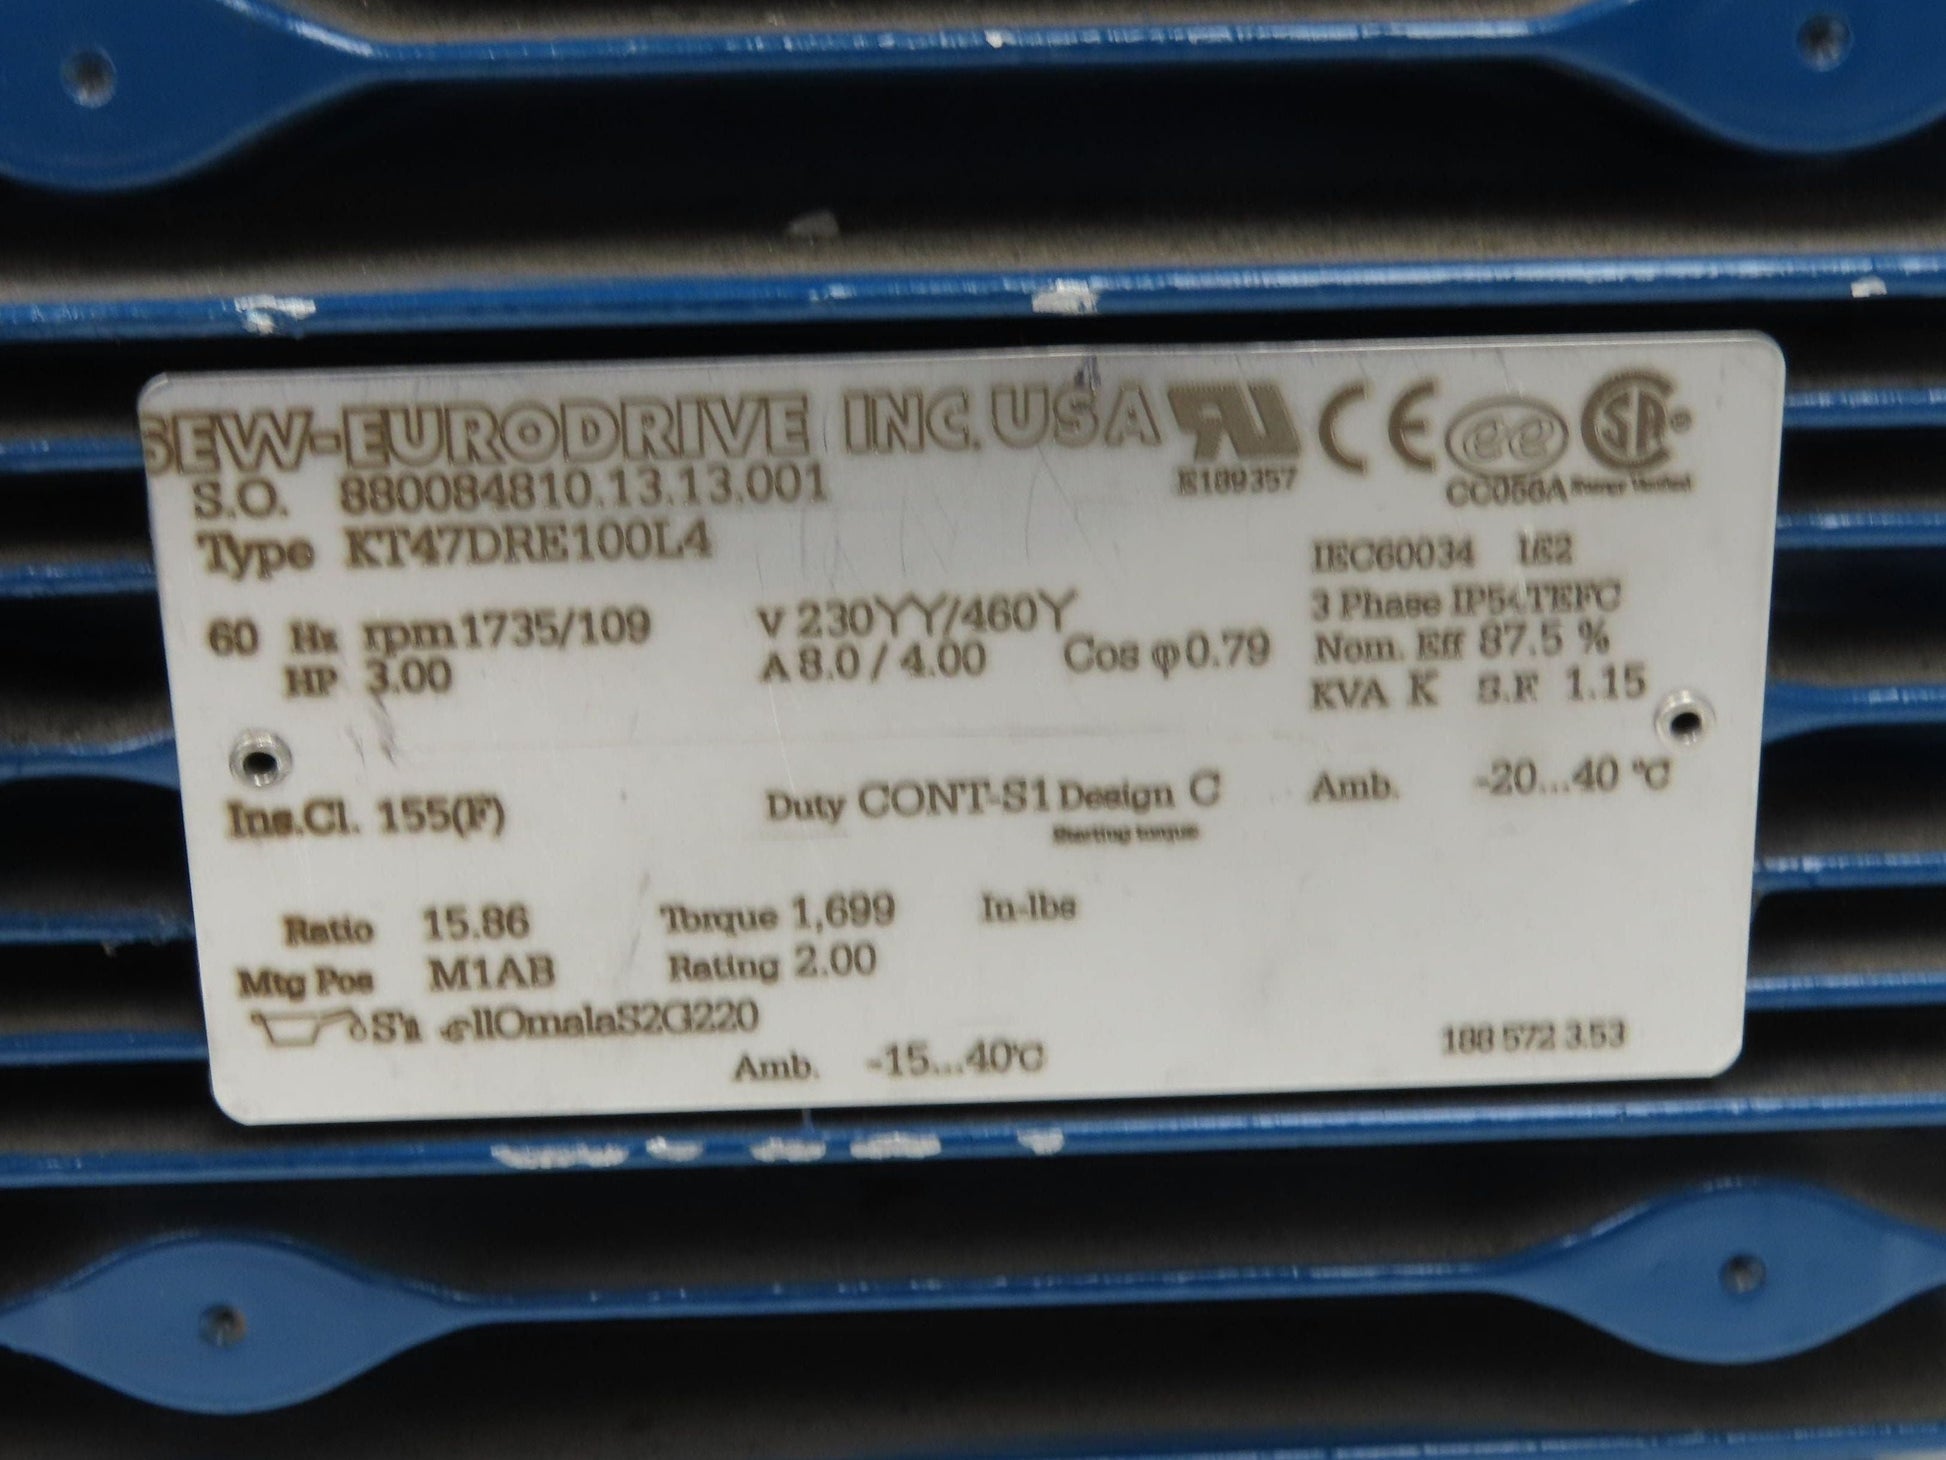 SEW-EURODRIVE INC. USA
E189357
CC056A Energy Verified
S.O. 880084810.13.13.001
Type KT47DRE100L4
IEC60034 IE2
3 Phase IP54 TEFC
60 Hz rpm 1735/109 V 230YY/460Y
Nom. Eff 87.5 %
HP 3.00 A 8.0 / 4.00 Cos φ 0.79
KVA K S.F. 1.15
Ins.Cl. 155(F) Duty CONT-S1 Design C Amb. -20...40 °C
Starting torque
Ratio 15.86 Torque 1,699 In-lbs
Mtg Pos M1AB Rating 2.00
llOmalaS2G220
Amb. -15...40°C
188 572 3.53